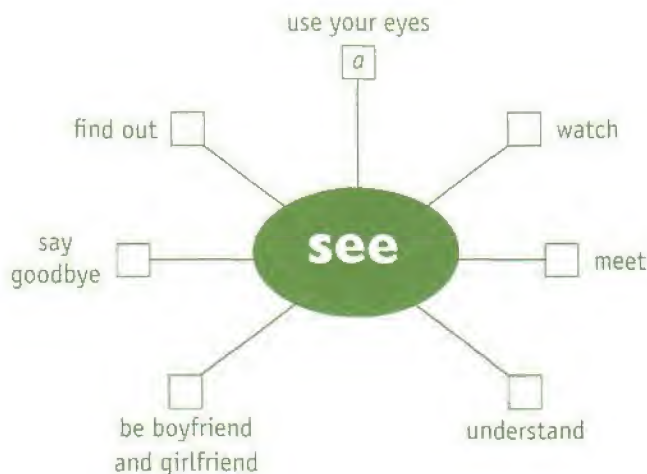 use your eyes
a
find out
watch
see
say
goodbye
meet
be boyfriend
and girlfriend
understand